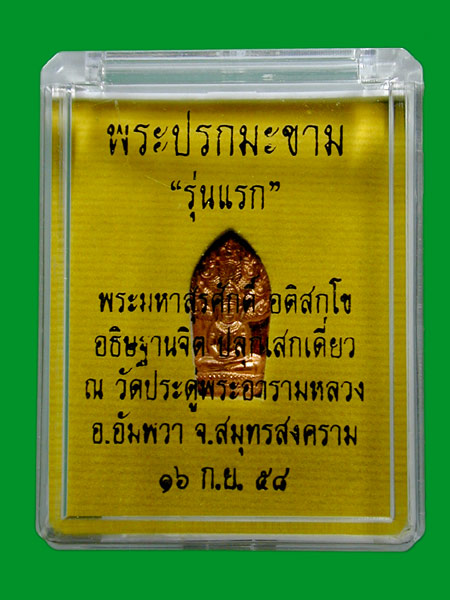 พระปรกมะขาม
“รุ่นแรก”
พระมหาสุรศักดิ์ อติสกฺโข
อธิษฐานจิต ปลุกเสกเดี่ยว
ณ วัดประดู่พระอารามหลวง
อ.อัมพวา จ.สมุทรสงคราม
๑๖ ก.ย. ๕๘